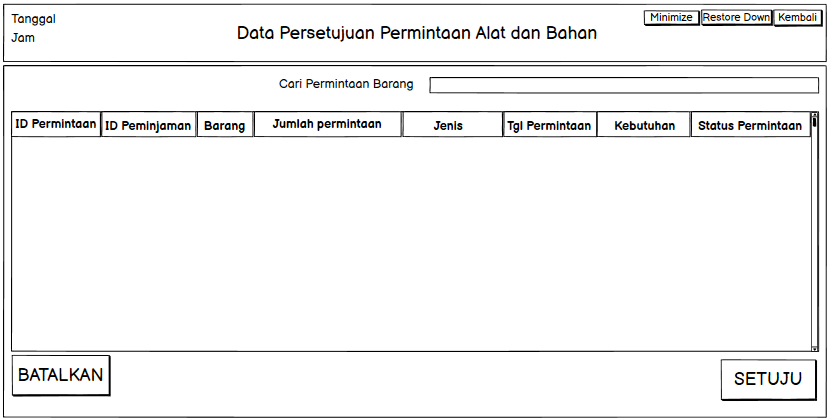 Tanggal
Jam
Data Persetujuan Permintaan Alat dan Bahan
Minimize
Restore Down
Kembali
Cari Permintaan Barang
ID Permintaan
ID Peminjaman
Barang
Jumlah permintaan
Jenis
Tgl Permintaan
Kebutuhan
Status Permintaan
BATALKAN
SETUJU